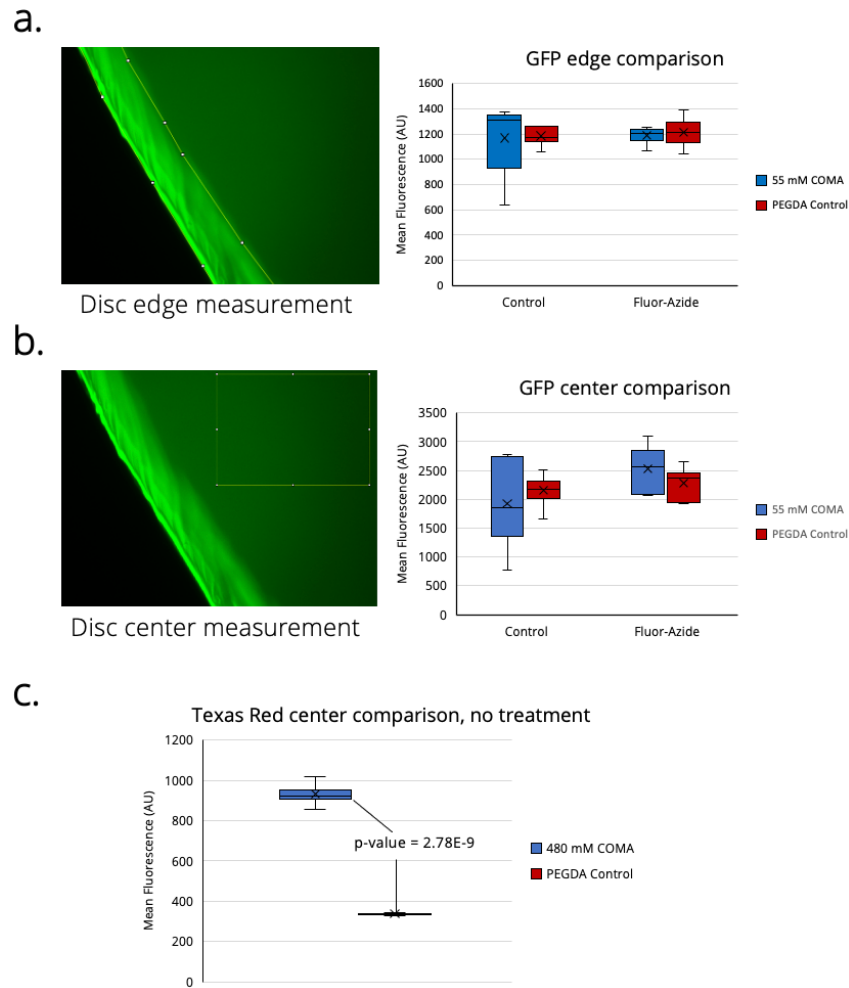 a.
GFP edge comparison
1600
1400
1200
1000
800
600
400
200
0
Mean Fluorescence (AU)
Control
Fluor-Azide
55 mM COMA
PEGDA Control
Disc edge measurement
b.
GFP center comparison
3500
3000
2500
2000
1500
1000
500
0
Mean Fluorescence (AU)
Control
Fluor-Azide
55 mM COMA
PEGDA Control
Disc center measurement
c.
Texas Red center comparison, no treatment
1200
1000
800
600
400
200
0
Mean Fluorescence (AU)
p-value = 2.78E-9
480 mM COMA
PEGDA Control